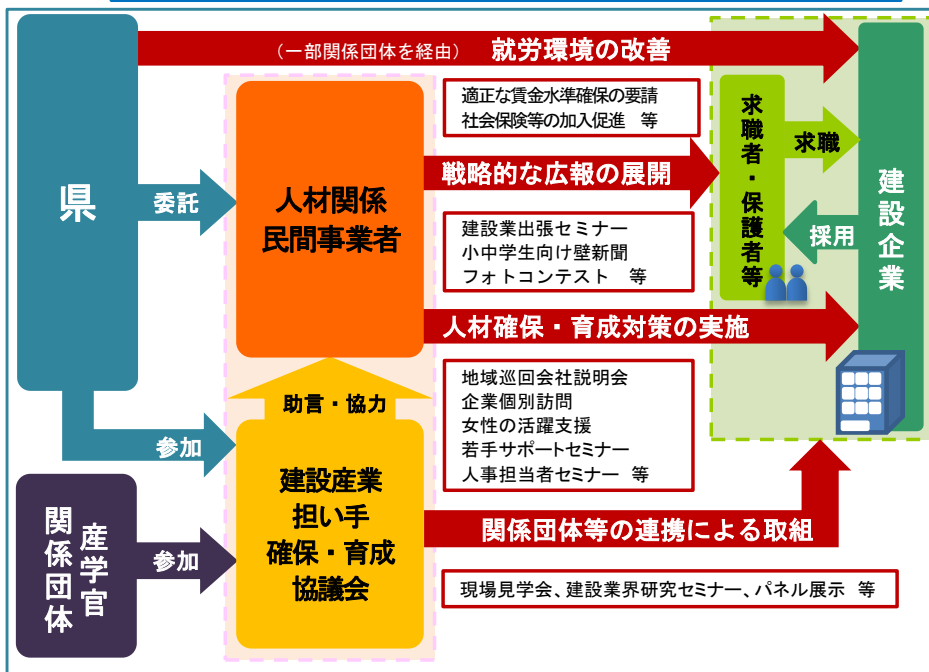 （一部関係団体を経由） 就労環境の改善
県
委託
人材関係
民間事業者
適正な賃金水準確保の要請
社会保険等の加入促進　等
戦略的な広報の展開
建設業出張セミナー
小中学生向け壁新聞
フォトコンテスト　等
求職者・保護者等
求職
採用
建設企業
人材確保・育成対策の実施
地域巡回会社説明会
企業個別訪問
女性の活躍支援
若手サポートセミナー
人事担当者セミナー　等
助言・協力
参加
建設産業
担い手
確保・育成
協議会
産学官
関係団体
参加
関係団体等の連携による取組
現場見学会、建設業界研究セミナー、パネル展示　等